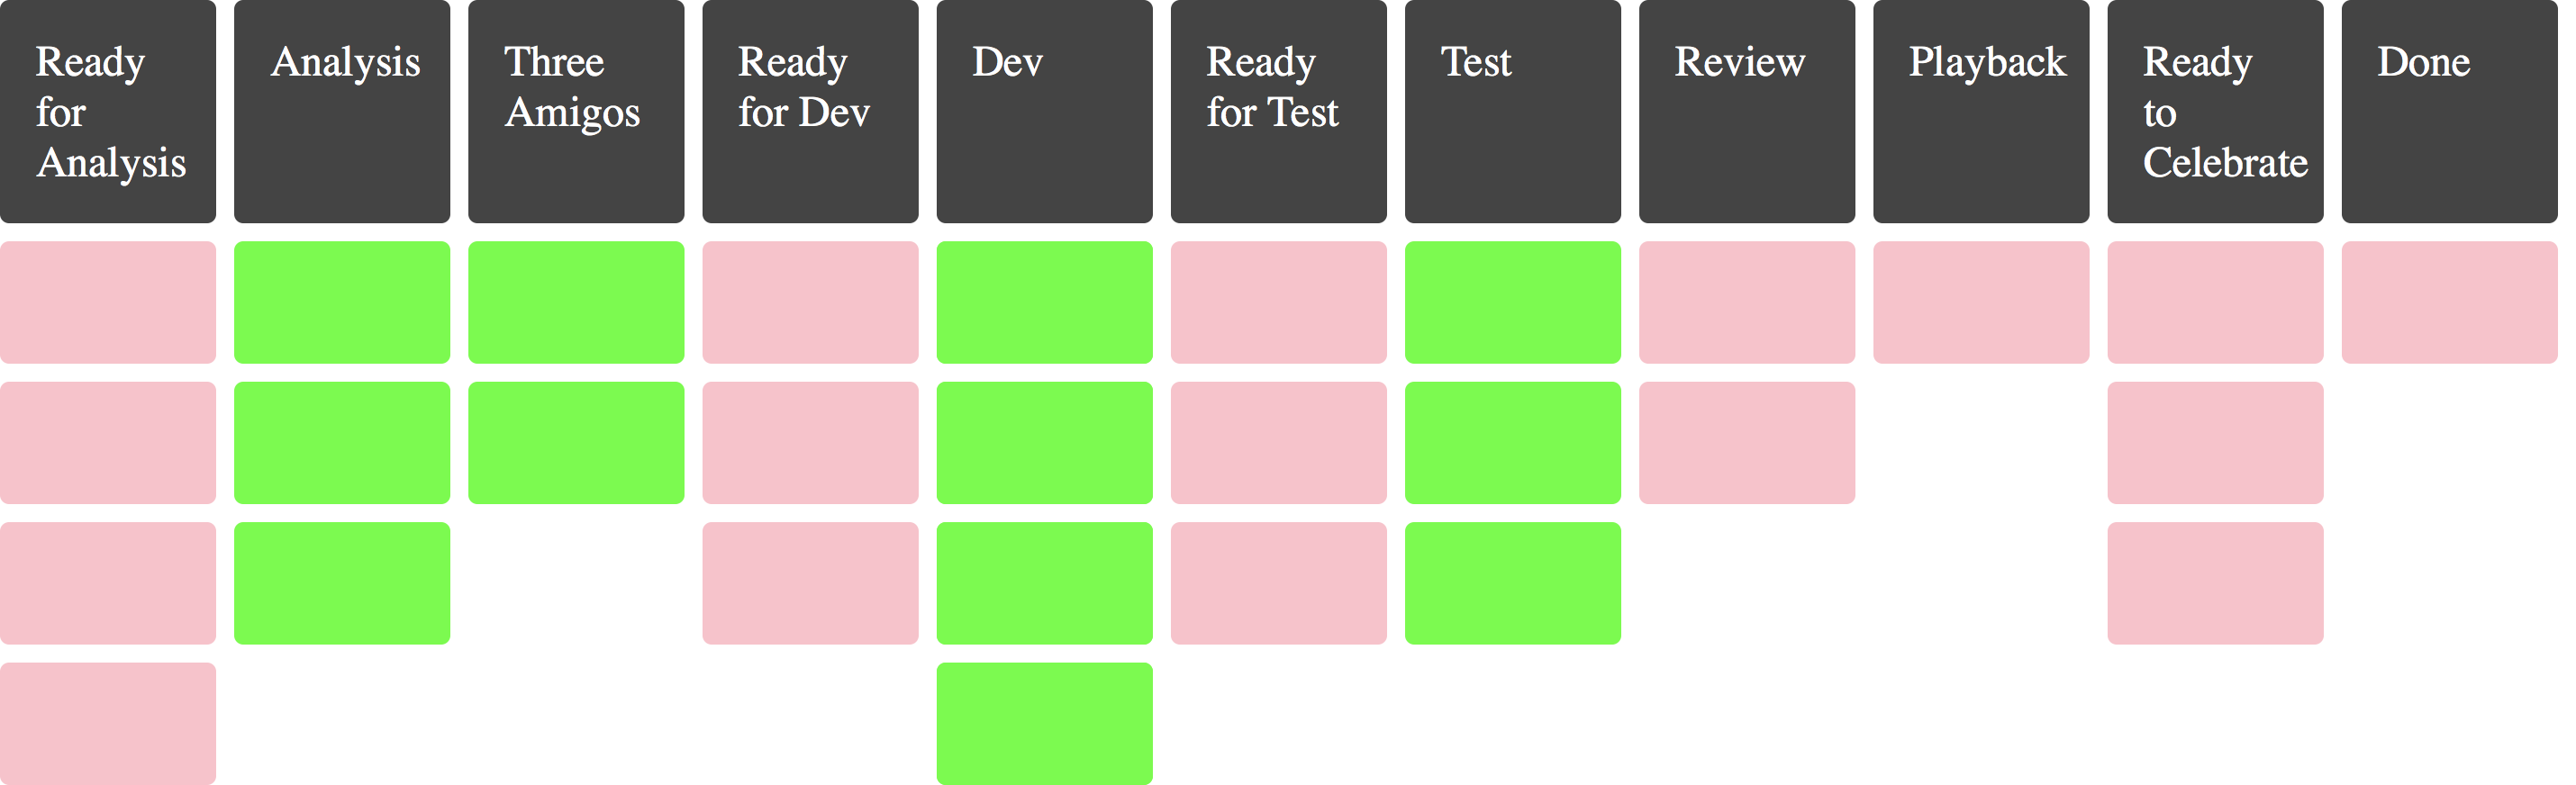 Ready
for
Analysis
Analysis
Three
Amigos
Ready
for Dev
Dev
Ready
for Test
Test
Review
Playback
Ready
to
Celebrate
Done